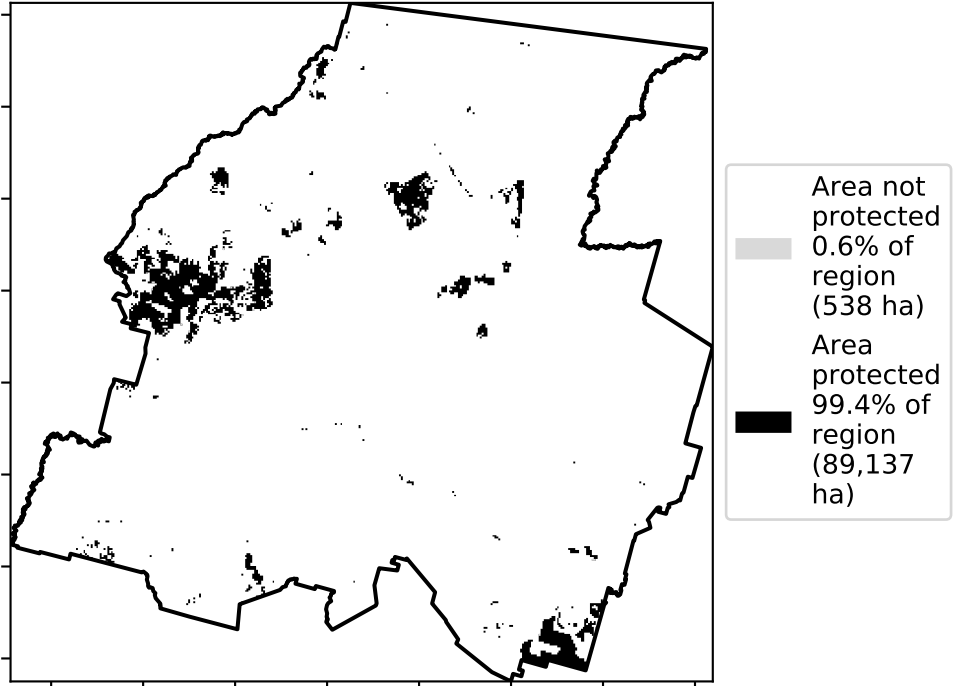 Area not
protected
0.6% of
region
(538 ha)
Area
protected
99.4% of
region
(89,137
ha)